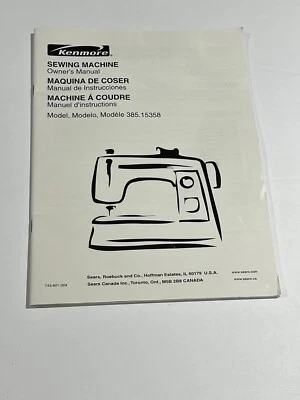 Kenmore
SEWING MACHINE
Owner's Manual
MAQUINA DE COSER
Manual de Instrucciones
MACHINE Á COUDRE
Manuel d'instructions
Model, Modelo, Modèle 385.15358
Sears, Roebuck and Co., Hoffman Estates, IL 60179 U.S.A.
www.sears.com
Sears Canada Inc., Toronto, Ont., M5B 2B8 CANADA
www.sears.ca